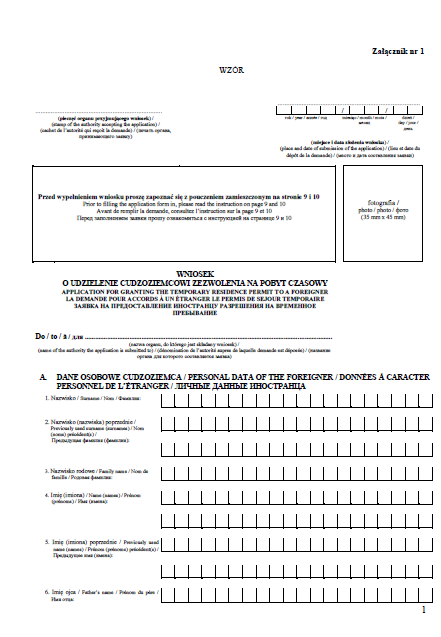 Załącznik nr 1
WZÓR
(pieczęć organu przyjmującego wniosek) /
(stamp of the authority accepting the application) /
(cachet de l'autorité qui reçoit la demande) / (печать органа,
принимающего заявку)
/ /
rok / year / année / год miesiąc / month / mois / месяц dzień / day / jour / день
(miejsce i data złożenia wniosku) /
(place and date of submission of the application) / (lieu et date du
dépôt de la demande) / (место и дата составления заявки)
Przed wypełnieniem wniosku proszę zapoznać się z pouczeniem zamieszczonym na stronie 9 i 10
Prior to filling the application form in, please read the instruction on page 9 and 10
Avant de remplir la demande, consultez l'instruction sur la page 9 et 10
Перед заполнением заявки прошу ознакомиться с инструкцией на странице 9 и 10
fotografia /
photo / photo / фото
(35 mm x 45 mm)
WNIOSEK
O UDZIELENIE CUDZOZIEMCOWI ZEZWOLENIA NA POBYT CZASOWY
APPLICATION FOR GRANTING THE TEMPORARY RESIDENCE PERMIT TO A FOREIGNER
LA DEMANDE POUR ACCORDS À UN ÉTRANGER LE PERMIS DE SEJOUR TEMPORAIRE
ЗАЯВКА НА ПРЕДОСТАВЛЕНИЕ ИНОСТРАНЦУ РАЗРЕШЕНИЯ НА ВРЕМЕННОЕ
ПРЕБЫВАНИЕ
Do / to / à / для
(nazwa organu, do którego jest składany wniosek) /
(name of the authority the application is submitted to) / (dénomination de l'autorité auprès de laquelle demande est déposée) / (название
органа для которого составляется заявка)
A. DANE OSOBOWE CUDZOZIEMCA / PERSONAL DATA OF THE FOREIGNER / DONNÉES À CARACTER
PERSONNEL DE L'ÉTRANGER / ЛИЧНЫЕ ДАННЫЕ ИНОСТРАНЦА
1. Nazwisko / Surname / Nom / Фамилия:
2. Nazwisko (nazwiska) poprzednie /
Previously used surname (surnames) / Nom
(noms) précédent(s) /
Предыдущая фамилия (фамилии):
3. Nazwisko rodowe / Family name / Nom de
famille / Родовая фамилия:
4. Imię (imiona) / Name (names) / Prénom
(prénoms) / Имя (имена):
5. Imię (imiona) poprzednie / Previously used
name (names) / Prénom (prénoms) précédent(s) /
Предыдущее имя (имена):
6. Imię ojca / Father's name / Prénom du père /
Имя отца:
1